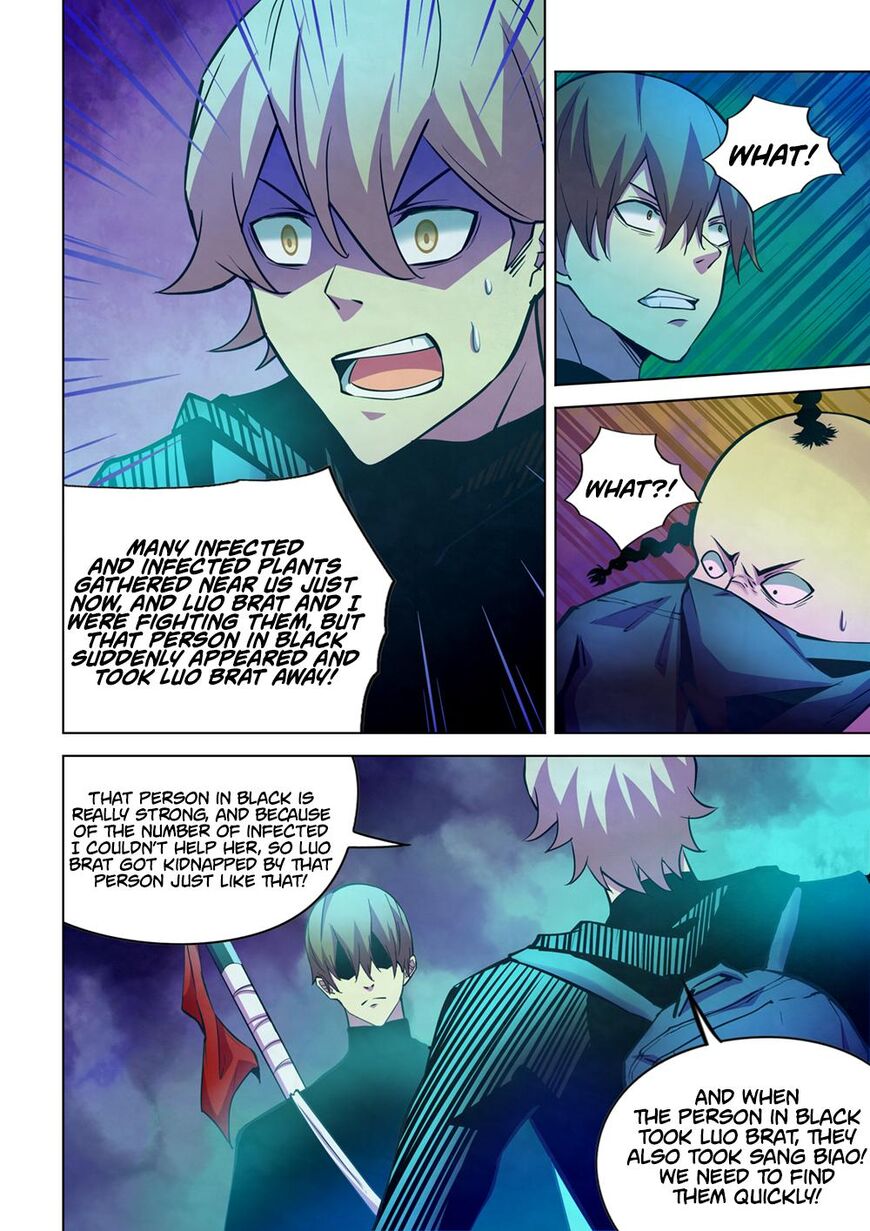 MANY INFECTED
AND INFECTED PLANTS
GATHERED NEAR US JUST
NOW, AND LUO BRAT AND I
WERE FIGHTING THEM, BUT
THAT PERSON IN BLACK
SUDDENLY APPEARED AND
TOOK LUO BRAT AWAY!
WHAT!
WHAT?!
THAT PERSON IN BLACK IS
REALLY STRONG, AND BECAUSE
OF THE NUMBER OF INFECTED
I COULDN'T HELP HER, SO LUO
BRAT GOT KIDNAPPED BY THAT
PERSON JUST LIKE THAT!
AND WHEN
THE PERSON IN BLACK
TOOK LUO BRAT, THEY
ALSO TOOK SANG BIAO!
WE NEED TO FIND
THEM QUICKLY!